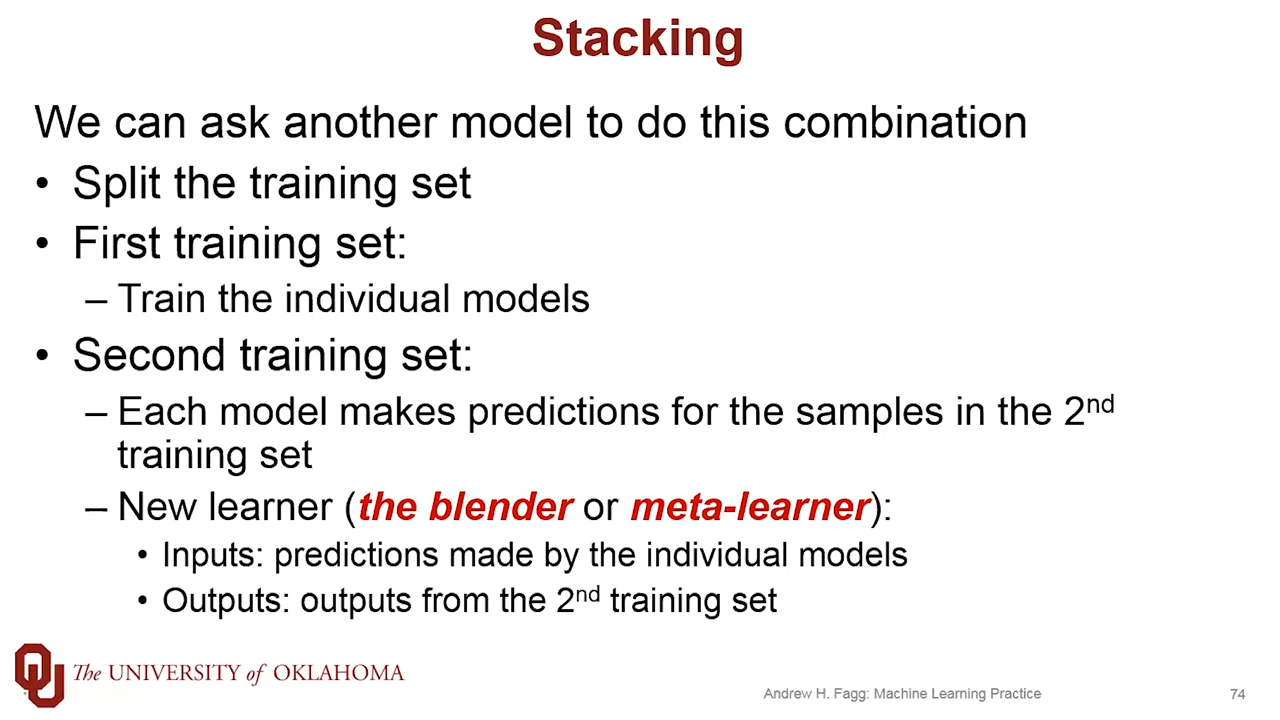 Stacking
We can ask another model to do this combination
• Split the training set
• First training set:
– Train the individual models
• Second training set:
– Each model makes predictions for the samples in the 2nd
training set
– New learner (the blender or meta-learner):
• Inputs: predictions made by the individual models
• Outputs: outputs from the 2nd training set
The UNIVERSITY of OKLAHOMA
Andrew H. Fagg: Machine Learning Practice
74